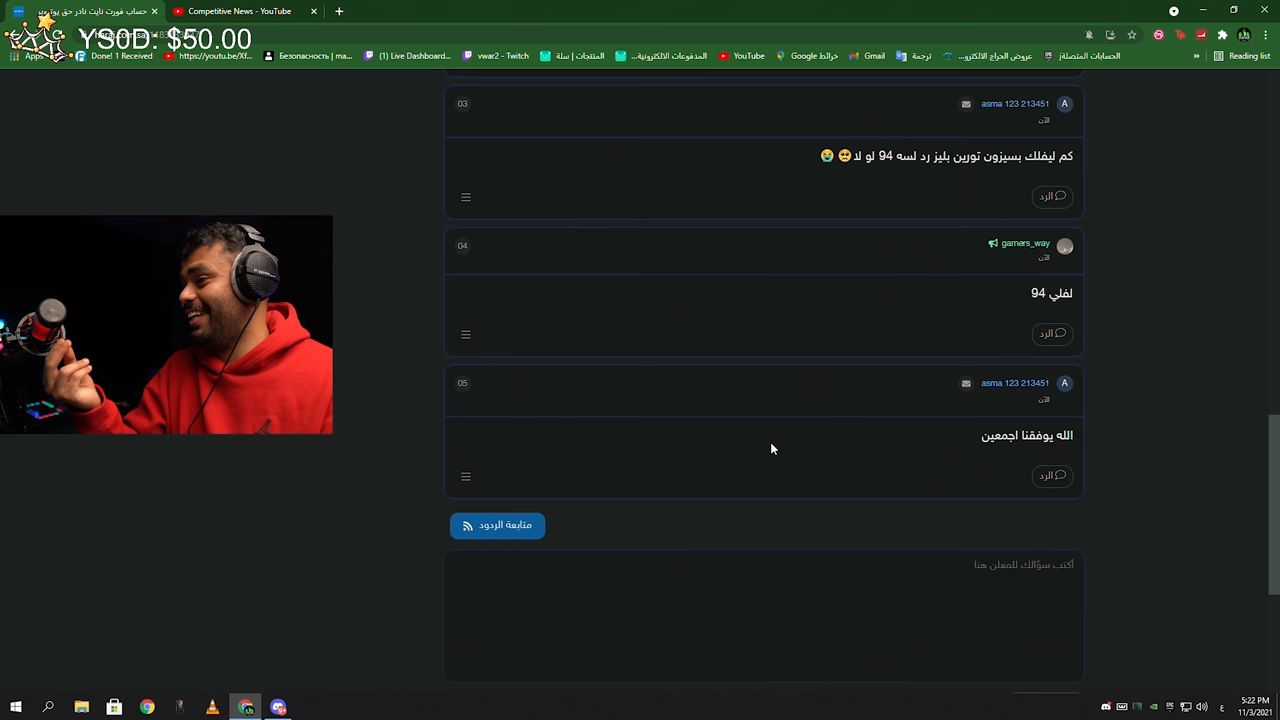 حساب فورت نايت نادر حق يوتيوبر
Competitive News - YouTube
YS0D: $50.00
Apps
Done! 1 Received
https://youtu.be/Xf...
Безопасность | ma...
(1) Live Dashboard...
vwar2 - Twitch
المنتجات | سلة
المدفوعات الالكترونية...
YouTube
خرائط Google
Gmail
ترجمة
عروض الحراج الالكترو...
الحسابات المتصلة|
»
Reading list
03
asma 123 213451
A
الآن
كم ليفلك بسيزون تورين بليز رد لسه 94 لو لا🥺😭
الرد
04
gamers_way
الآن
لفلي 94
الرد
05
asma 123 213451
A
الآن
الله يوفقنا اجمعين
الرد
متابعة الردود
أكتب سؤالك للمعلن هنا
5:22 PM
ع
11/3/2021